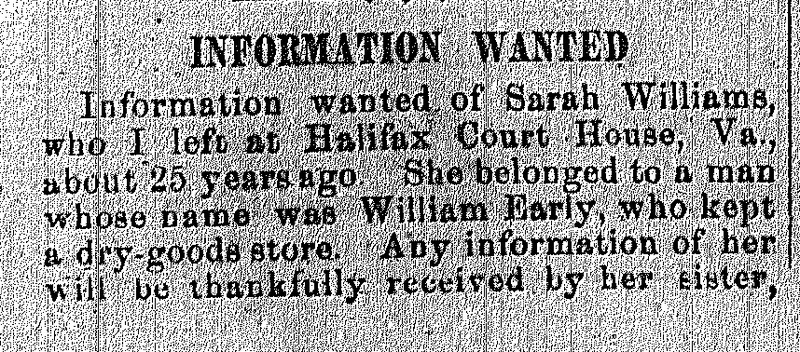 INFORMATION WANTED
Information wanted of Sarah Williams,
who I left at Halifax Court House, Va.,
about 25 years ago. She belonged to a man
whose name was William Early, who kept
a dry-goods store. Any information of her
will be thankfully received by her sister,